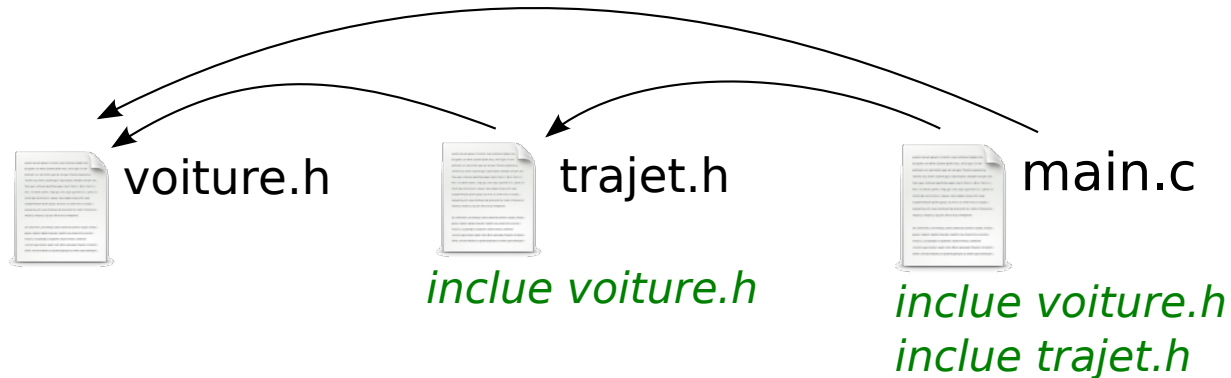 voiture.h
trajet.h
main.c
inclue voiture.h
inclue voiture.h
inclue trajet.h